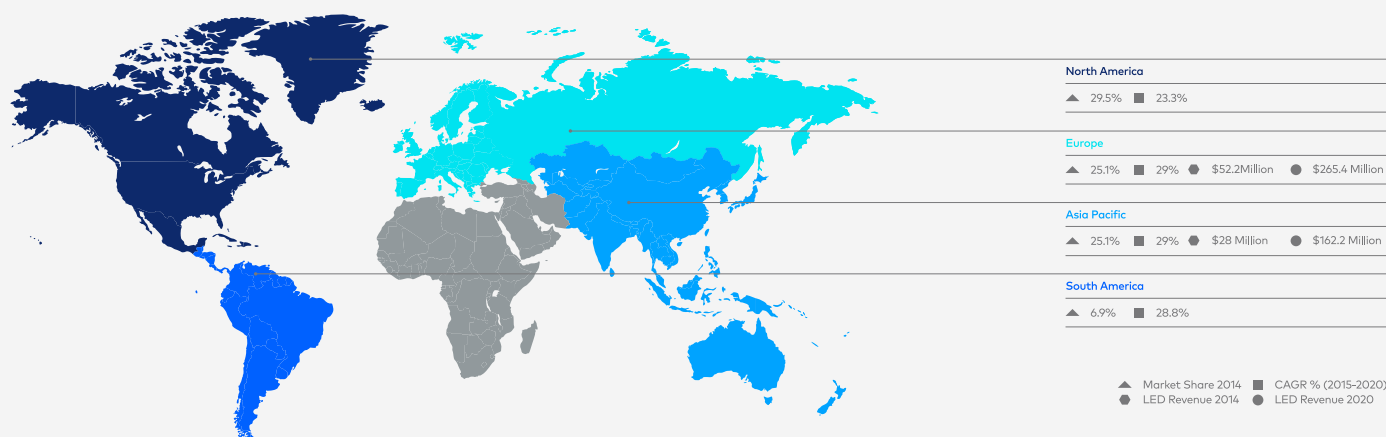 North America
29.5% 23.3%
Europe
25.1% 29% $52.2Million $265.4 Million
Asia Pacific
25.1% 29% $28 Million $162.2 Million
South America
6.9% 28.8%
Market Share 2014 CAGR % (2015-2020)
LED Revenue 2014 LED Revenue 2020